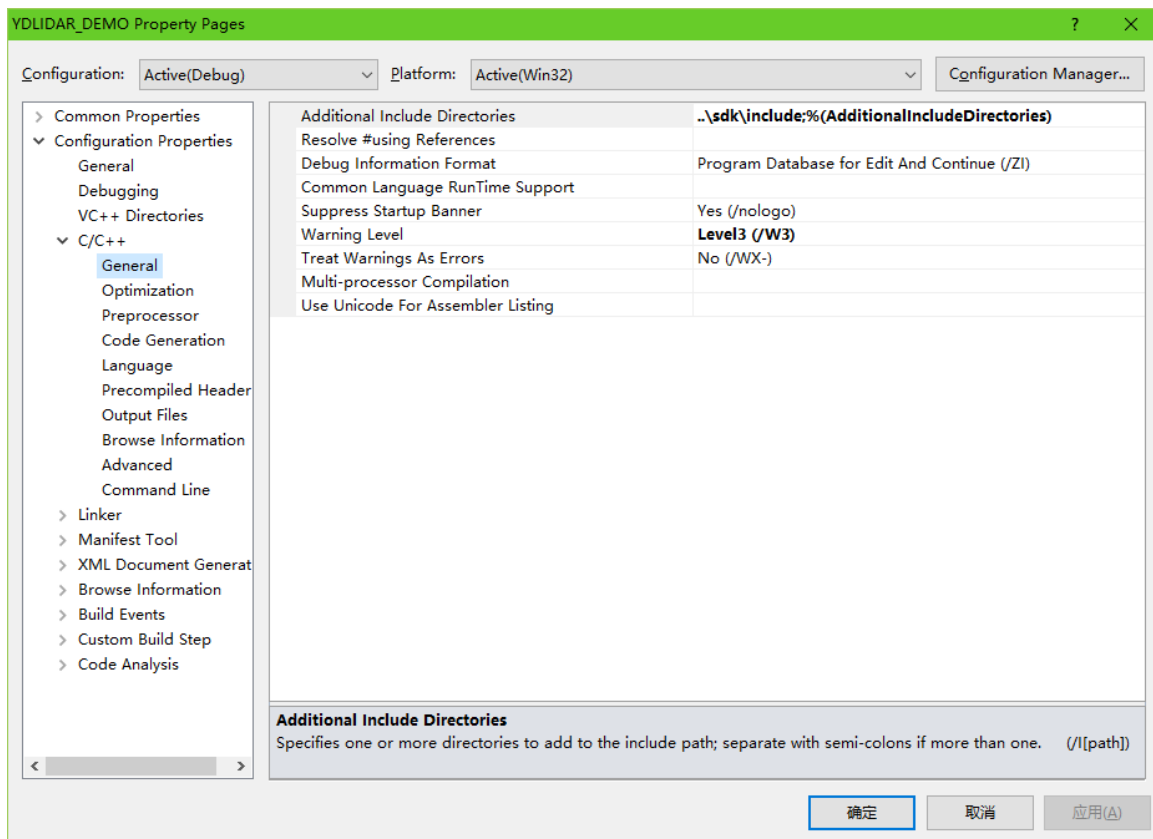 YDLIDAR_DEMO Property Pages ? ×
Configuration: Active(Debug) Platform: Active(Win32) Configuration Manager...
Common Properties
Configuration Properties
General
Debugging
VC++ Directories
C/C++
General
Optimization
Preprocessor
Code Generation
Language
Precompiled Header
Output Files
Browse Information
Advanced
Command Line
Linker
Manifest Tool
XML Document Generat
Browse Information
Build Events
Custom Build Step
Code Analysis
Additional Include Directories ..\sdk\include;%(AdditionalIncludeDirectories)
Resolve #using References
Debug Information Format Program Database for Edit And Continue (/ZI)
Common Language RunTime Support
Suppress Startup Banner Yes (/nologo)
Warning Level Level3 (/W3)
Treat Warnings As Errors No (/WX-)
Multi-processor Compilation
Use Unicode For Assembler Listing
Additional Include Directories
Specifies one or more directories to add to the include path; separate with semi-colons if more than one. (/I[path])
确定 取消 应用(A)